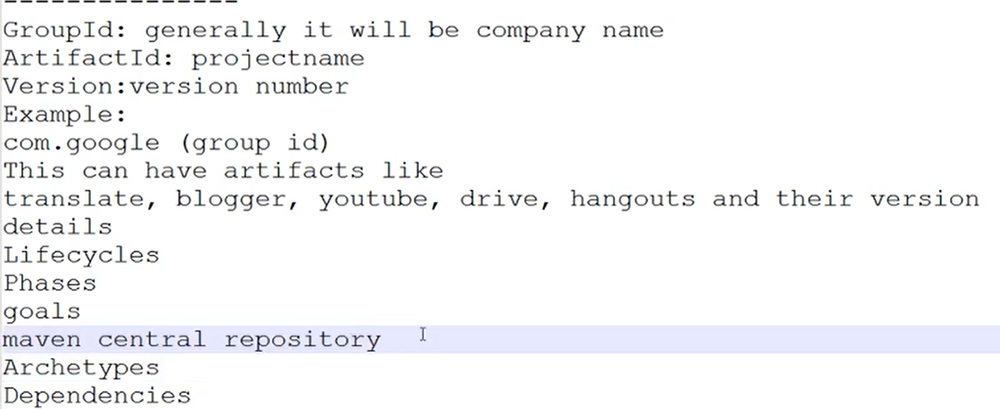 ---------------
GroupId: generally it will be company name
ArtifactId: projectname
Version:version number
Example:
com.google (group id)
This can have artifacts like
translate, blogger, youtube, drive, hangouts and their version
details
Lifecycles
Phases
goals
maven central repository
Archetypes
Dependencies